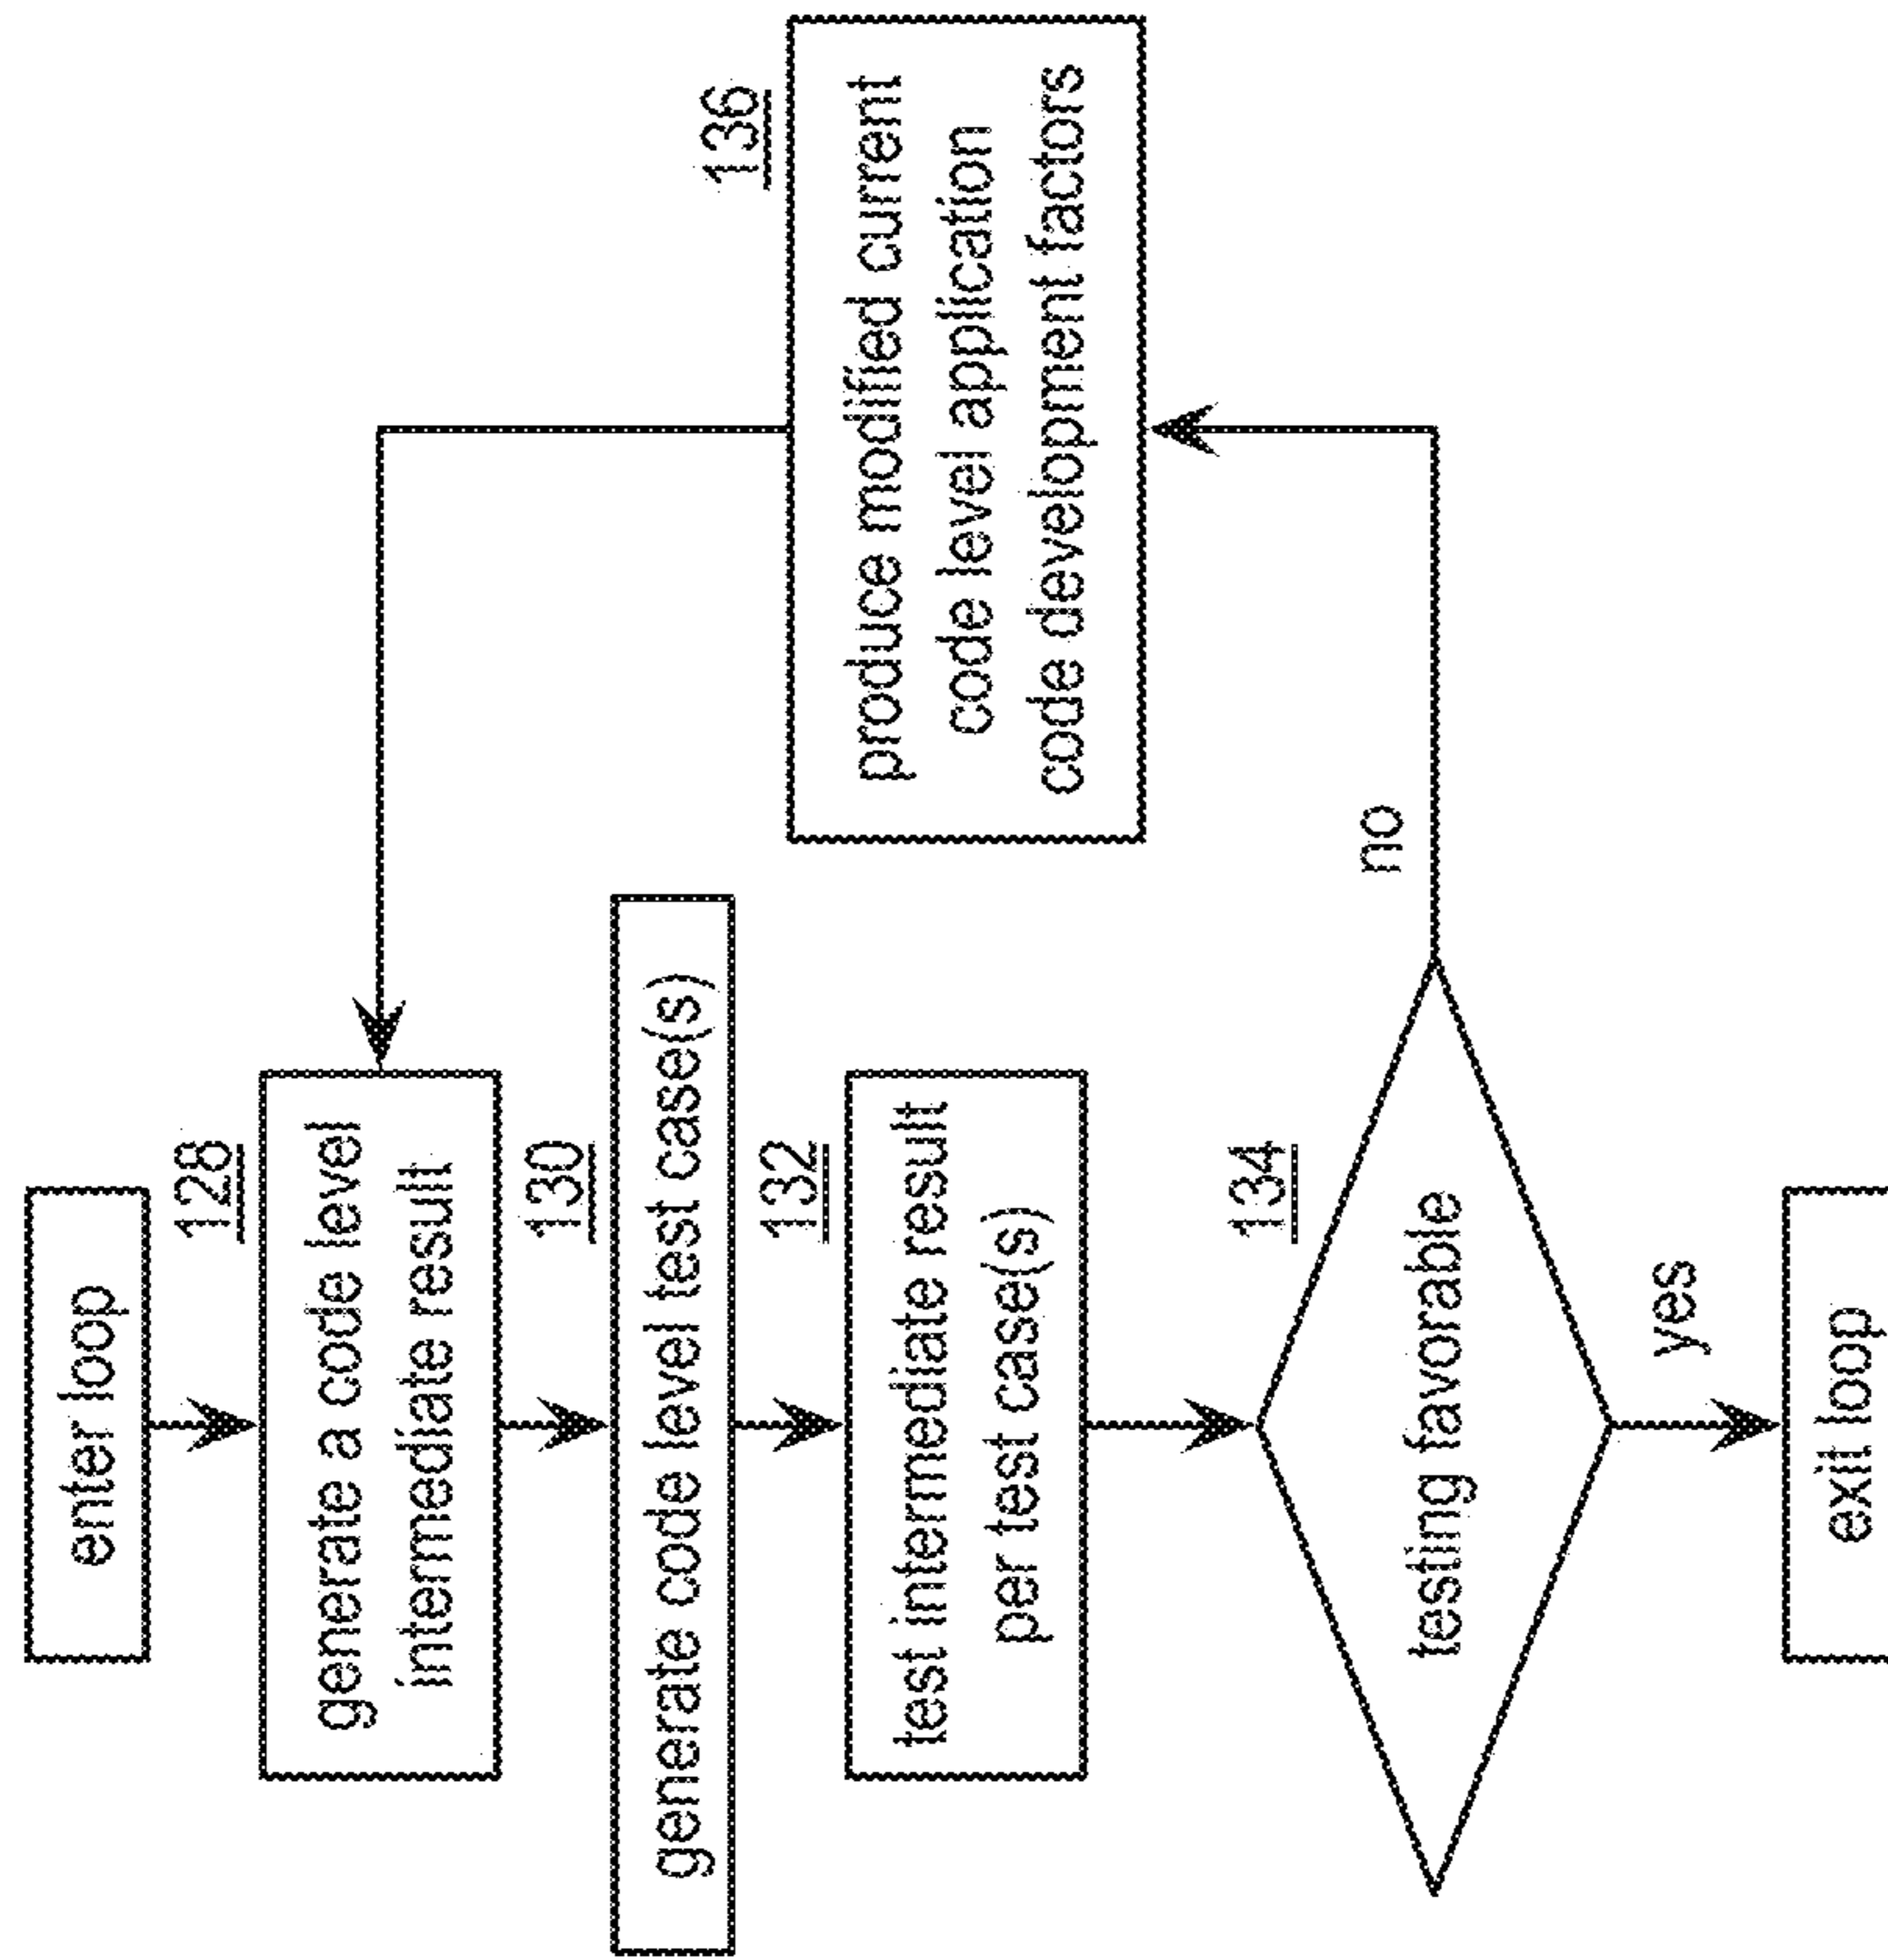 enter loop
128
generate a code level
intermediate result
130
generate code level test case(s)
132
test intermediate result
per test case(s)
134
testing favorable
no
yes
exit loop
136
produce modified current
code level application
code development factors